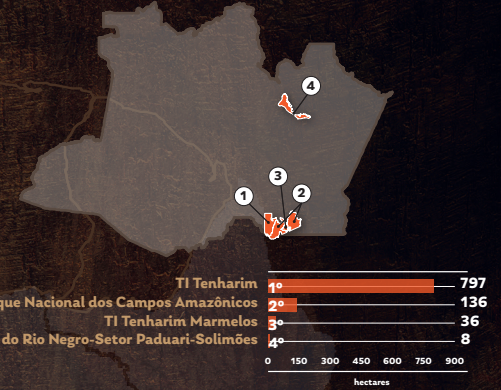 4
3
1
2
TI Tenharim 1º 797
que Nacional dos Campos Amazônicos 2º 136
TI Tenharim Marmelos 3º 36
do Rio Negro-Setor Paduari-Solimões 4º 8
0 150 300 450 600 750 900
hectares